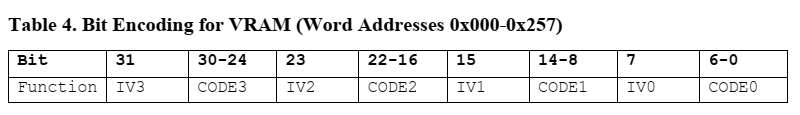 Table 4. Bit Encoding for VRAM (Word Addresses 0x000-0x257)
Bit 31 30-24 23 22-16 15 14-8 7 6-0
Function IV3 CODE3 IV2 CODE2 IV1 CODE1 IV0 CODE0